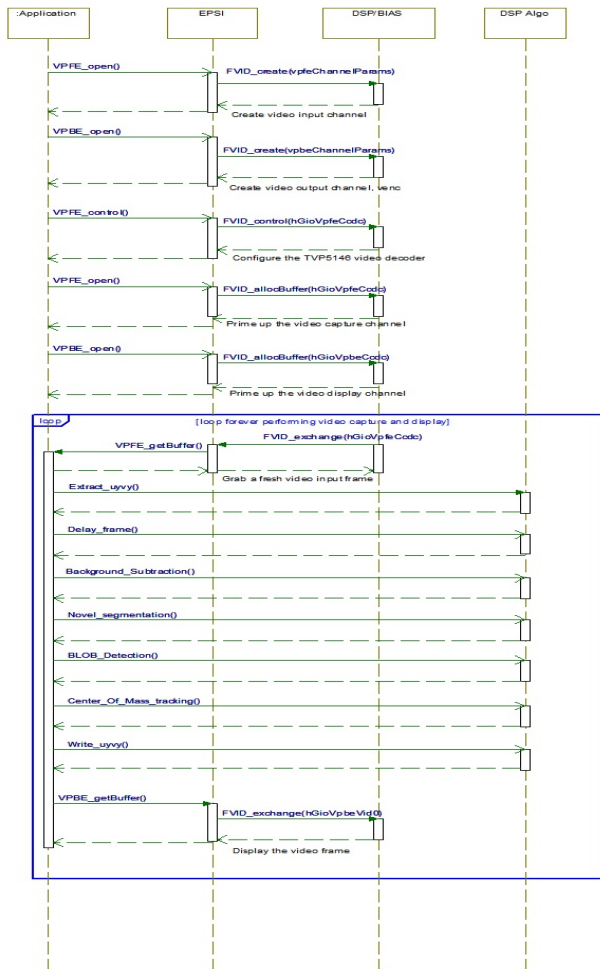 :Application EPSI DSP/BIAS DSP Algo
VPFE_open()
FVID_create(vpfeChannelParams)
Create video input channel
VPBE_open()
FVID_create(vpbeChannelParams)
Create video output channel, venc
VPFE_control()
FVID_control(hGioVpfeCcdc)
Configure the TVP5146 video decoder
VPFE_open()
FVID_allocBuffer(hGioVpfeCcdc)
Prime up the video capture channel
VPBE_open()
FVID_allocBuffer(hGioVpbeCcdc)
Prime up the video display channel
loop [loop forever performing video capture and display]
FVID_exchange(hGioVpfeCcdc)
VPFE_getBuffer()
Grab a fresh video input frame
Extract_uyvy()
Delay_frame()
Background_Subtraction()
Novel_segmentation()
BLOB_Detection()
Center_Of_Mass_tracking()
Write_uyvy()
VPBE_getBuffer()
FVID_exchange(hGioVpbeVid0)
Display the video frame